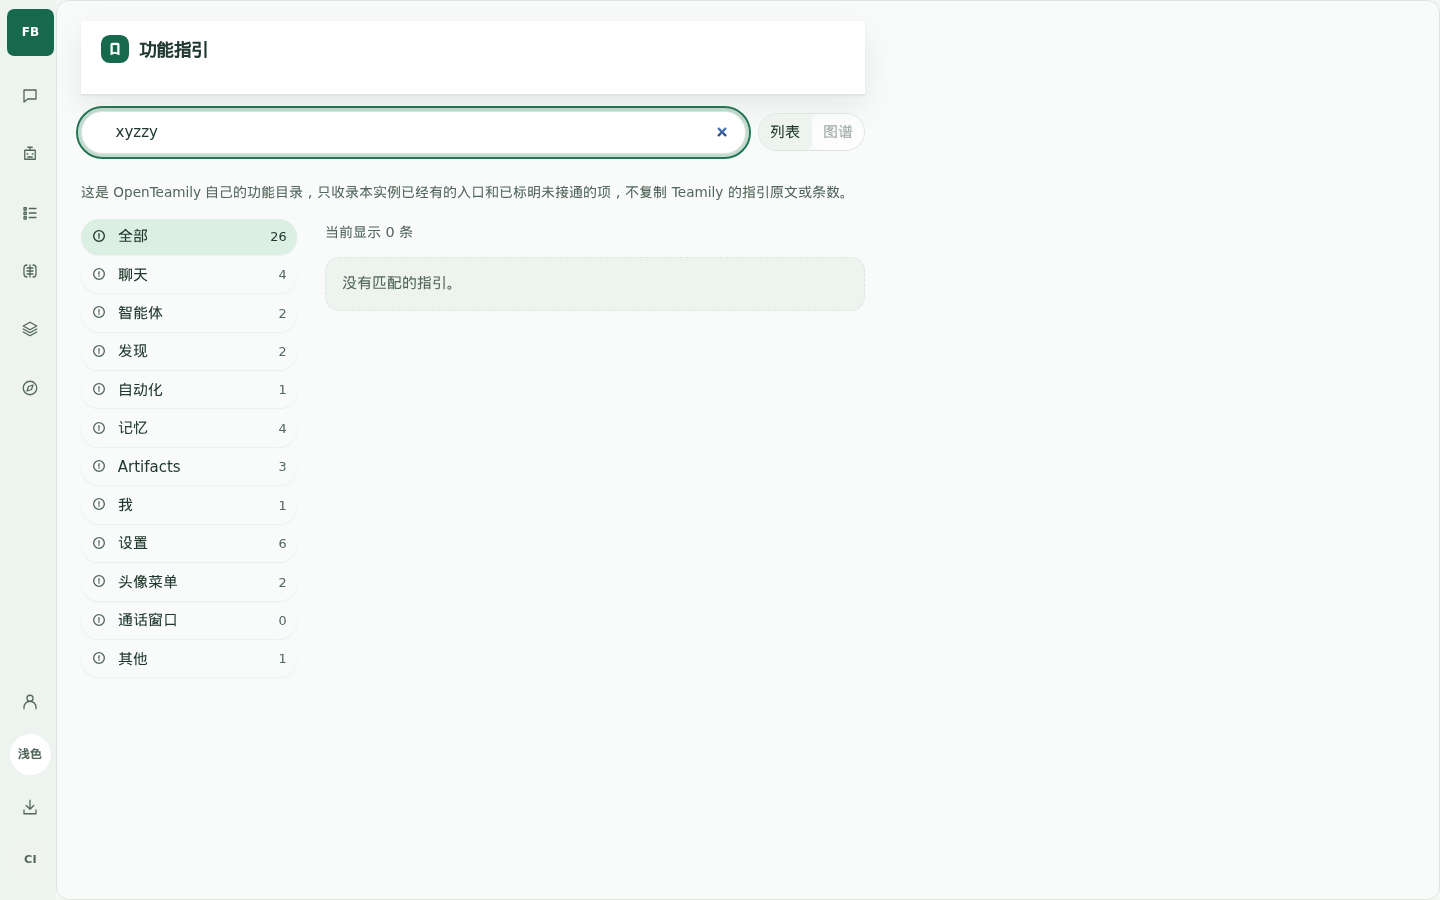 FB
功能指引
xyzzy
列表
图谱
这是 OpenTeamily 自己的功能目录，只收录本实例已经有的入口和已标明未接通的项，不复制 Teamily 的指引原文或条数。
全部 26
当前显示 0 条
聊天 4
没有匹配的指引。
智能体 2
发现 2
自动化 1
记忆 4
Artifacts 3
我 1
设置 6
头像菜单 2
通话窗口 0
其他 1
浅色
CI